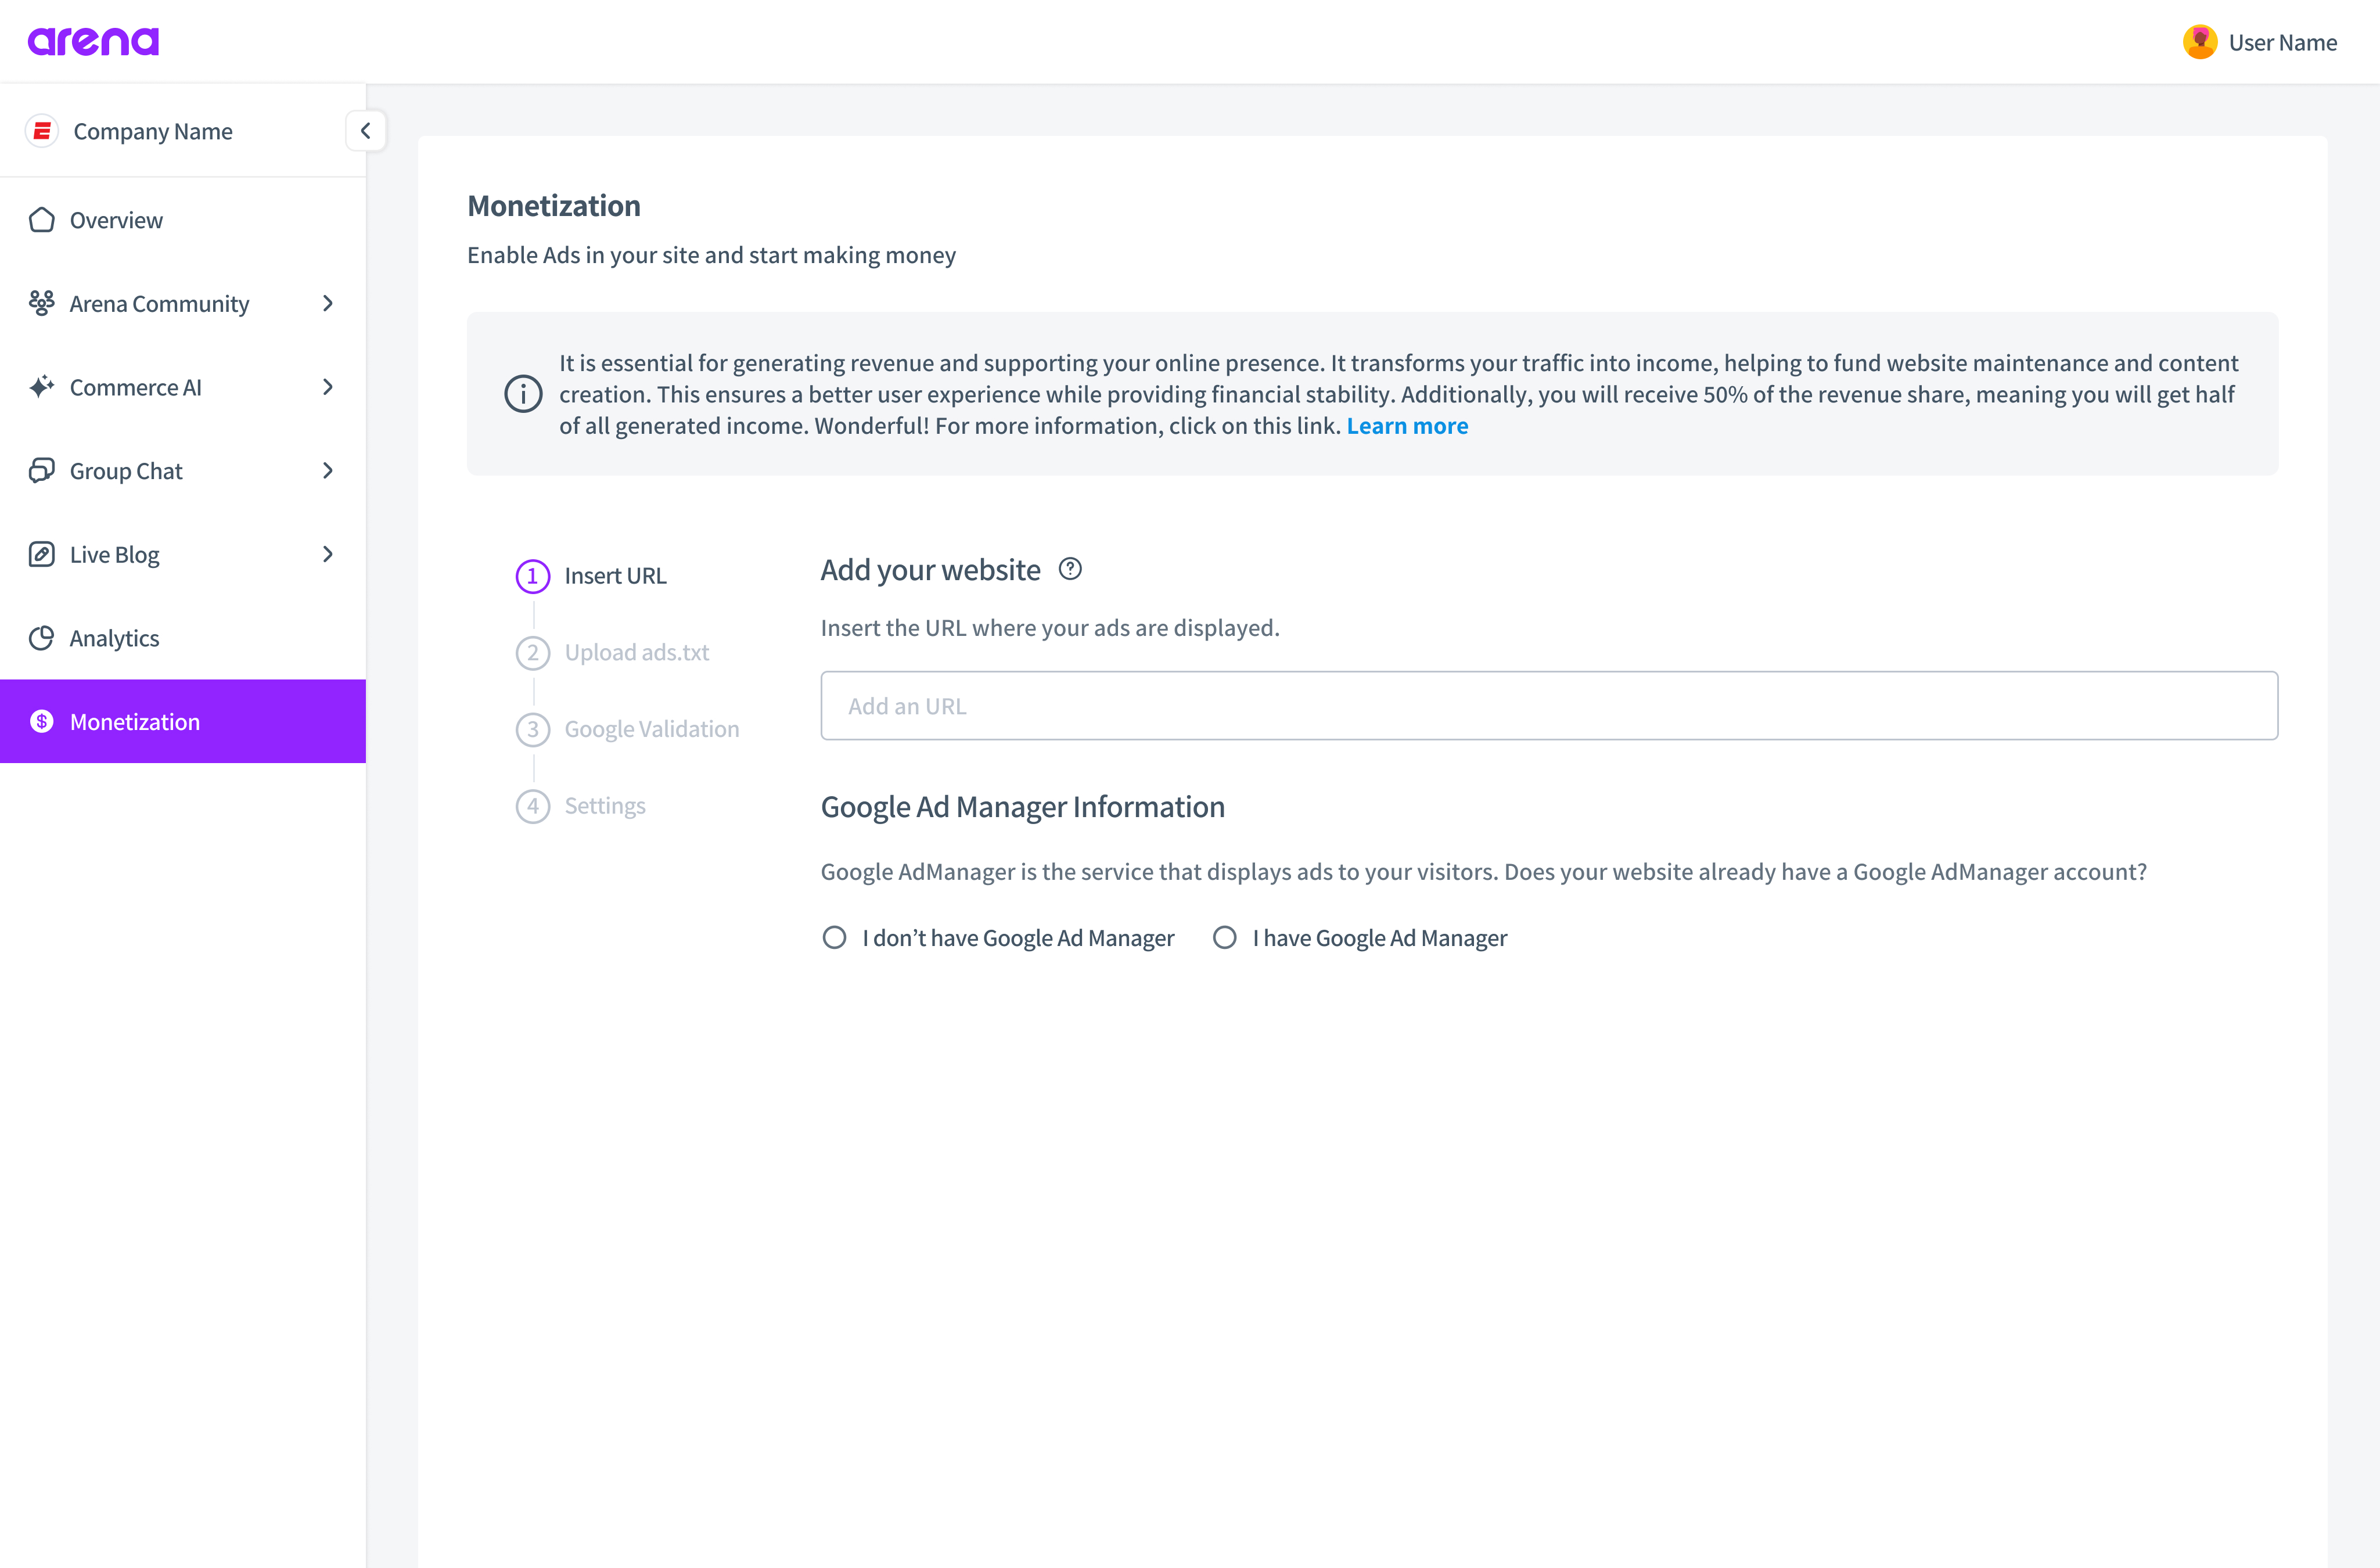 arena
User Name
Company Name
Overview
Arena Community
Commerce AI
Group Chat
Live Blog
Analytics
Monetization
Monetization
Enable Ads in your site and start making money
It is essential for generating revenue and supporting your online presence. It transforms your traffic into income, helping to fund website maintenance and content
creation. This ensures a better user experience while providing financial stability. Additionally, you will receive 50% of the revenue share, meaning you will get half
of all generated income. Wonderful! For more information, click on this link. Learn more
1 Insert URL
2 Upload ads.txt
3 Google Validation
4 Settings
Add your website
Insert the URL where your ads are displayed.
Add an URL
Google Ad Manager Information
Google AdManager is the service that displays ads to your visitors. Does your website already have a Google AdManager account?
I don’t have Google Ad Manager I have Google Ad Manager